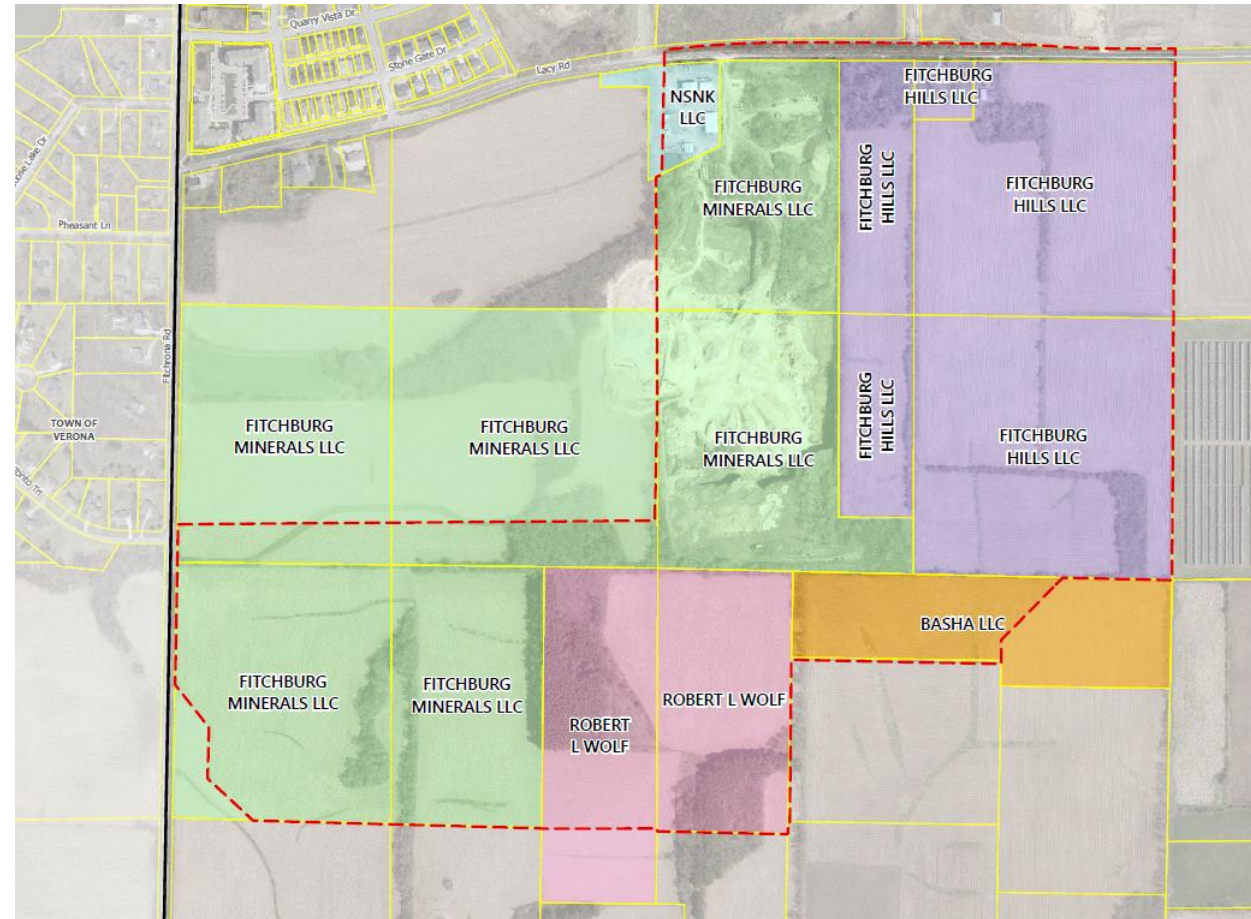 Quarry Vista Dr.
Stone Gate Dr
Lacy Rd
NSNK
LLC
FITCHBURG
HILLS LLC
FITCHBURG
MINERALS LLC
FITCHBURG
HILLS LLC
FITCHBURG
HILLS LLC
Pheasant Ln
Fitchrona Rd
TOWN OF
VERONA
FITCHBURG
MINERALS LLC
FITCHBURG
MINERALS LLC
FITCHBURG
MINERALS LLC
FITCHBURG
HILLS LLC
FITCHBURG
HILLS LLC
BASHA LLC
FITCHBURG
MINERALS LLC
FITCHBURG
MINERALS LLC
ROBERT
L WOLF
ROBERT L WOLF